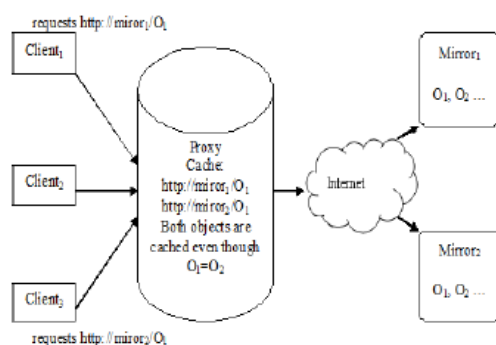 requests http://miror₁/O₁
Client₁
Client₂
Client₃
requests http://miror₂/O₁
Proxy
Cache:
http://miror₁/O₁
http://miror₂/O₁
Both objects are
cached even though
O₁=O₂
Internet
Mirror₁
O₁, O₂ ...
Mirror₂
O₁, O₂ ...